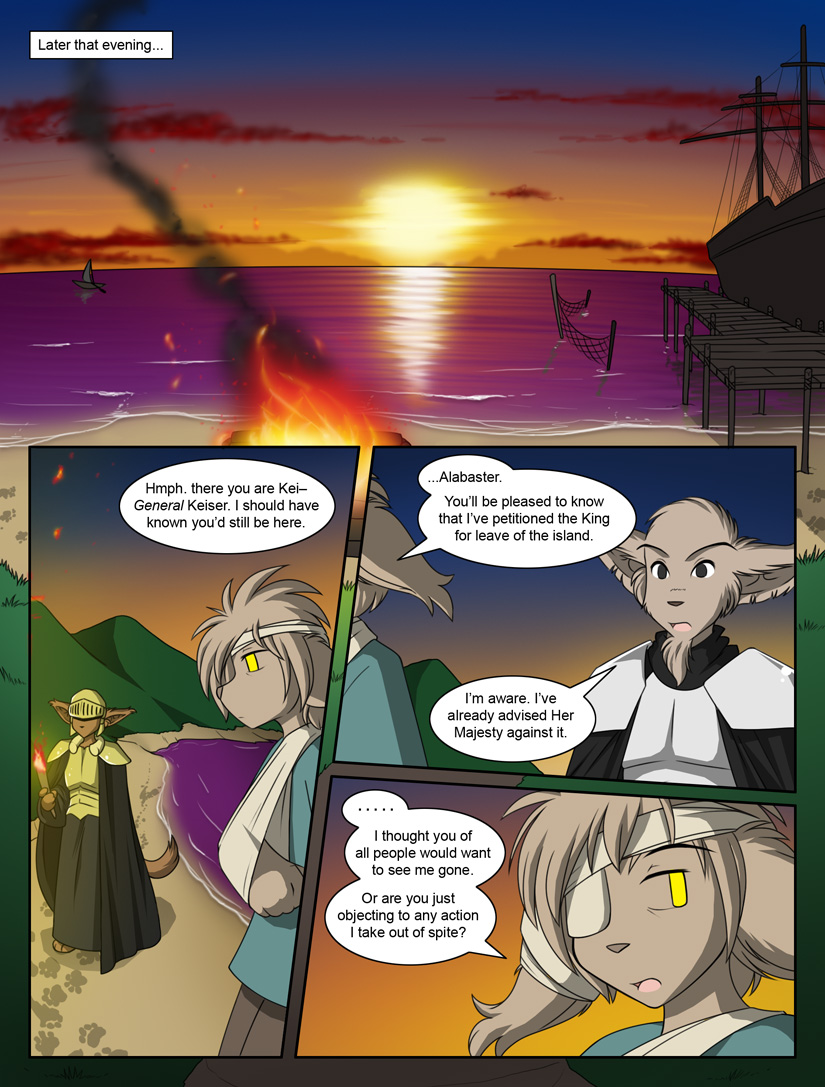 Later that evening...
Hmph. there you are Kei–
General Keiser. I should have
known you'd still be here.
...Alabaster.
You'll be pleased to know
that I've petitioned the King
for leave of the island.
I'm aware. I've
already advised Her
Majesty against it.
.....
I thought you of
all people would want
to see me gone.
Or are you just
objecting to any action
I take out of spite?